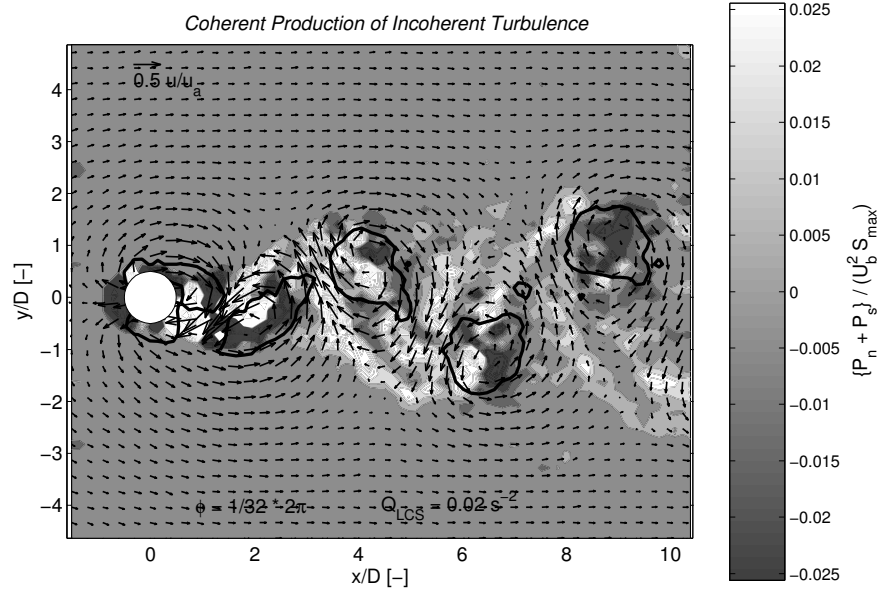 Coherent Production of Incoherent Turbulence
0.5 u/u_a
4
3
2
1
0
−1
−2
−3
−4
y/D [-]
ϕ = 1/32 * 2π
Q_LCS = 0.02 s^-2
0 2 4 6 8 10
x/D [-]
0.025
0.02
0.015
0.01
0.005
0
−0.005
−0.01
−0.015
−0.02
−0.025
{P_n + P_s} / (U_b^2 S_max)